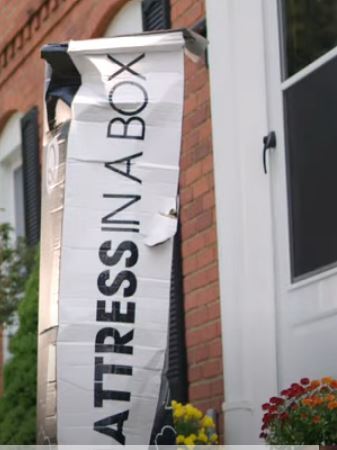 ATTRESS IN A BOX